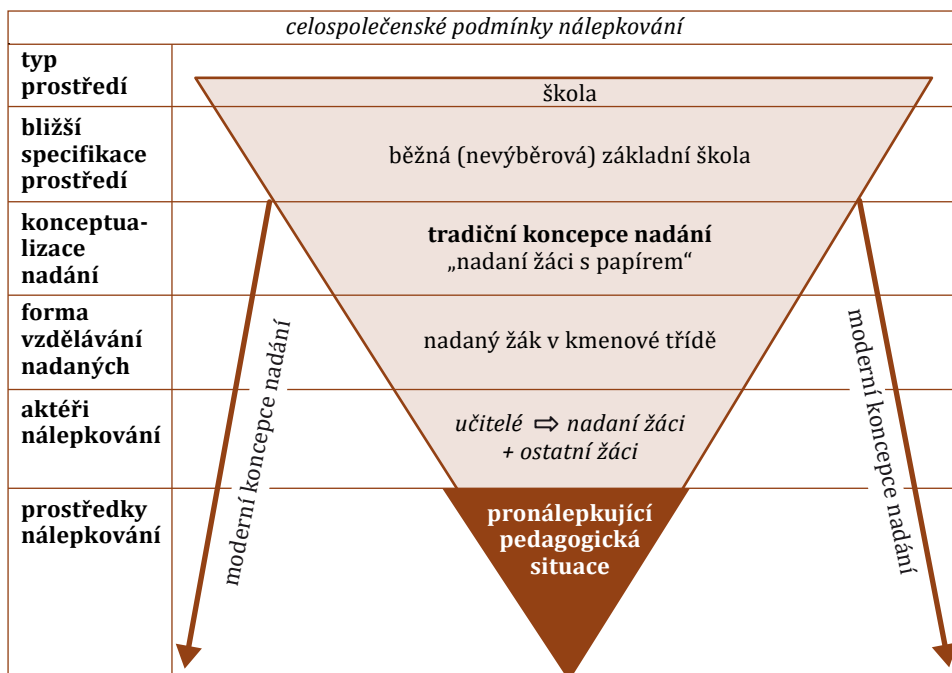 celospolečenské podmínky nálepkování
typ
prostředí
škola
bližší
specifikace
prostředí
běžná (nevýběrová) základní škola
konceptua-
lizace
nadání
tradiční koncepce nadání
„nadaní žáci s papírem“
forma
vzdělávání
nadaných
nadaný žák v kmenové třídě
aktéři
nálepkování
učitelé ⇨ nadaní žáci
+ ostatní žáci
prostředky
nálepkování
pronálepkující
pedagogická
situace
moderní koncepce nadání
moderní koncepce nadání